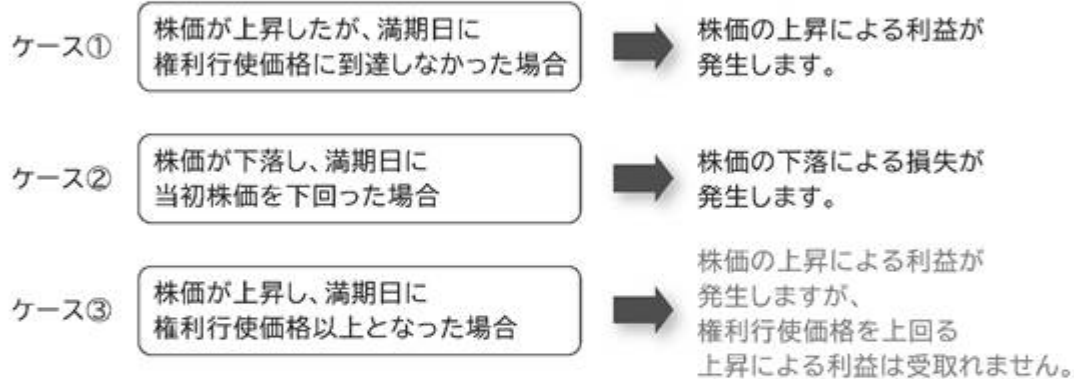 ケース①
株価が上昇したが、満期日に
権利行使価格に到達しなかった場合
株価の上昇による利益が
発生します。
ケース②
株価が下落し、満期日に
当初株価を下回った場合
株価の下落による損失が
発生します。
ケース③
株価が上昇し、満期日に
権利行使価格以上となった場合
株価の上昇による利益が
発生しますが、
権利行使価格を上回る
上昇による利益は受取れません。